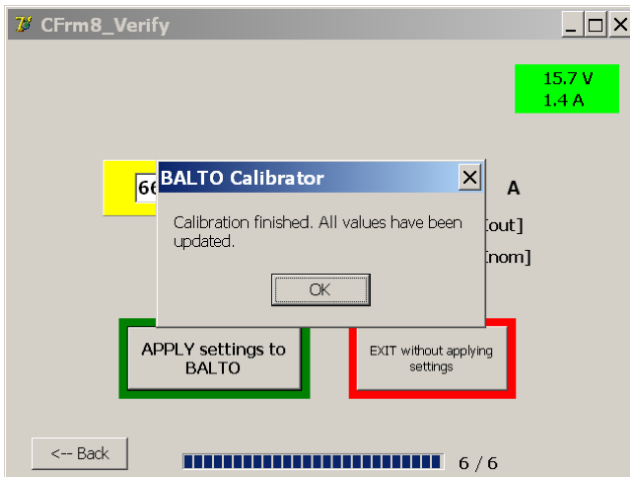 CFrm8_Verify
15.7 V
1.4 A
66
BALTO Calibrator
A
Calibration finished. All values have been
updated.
out]
nom]
OK
APPLY settings to
BALTO
EXIT without applying
settings
<-- Back
6 / 6